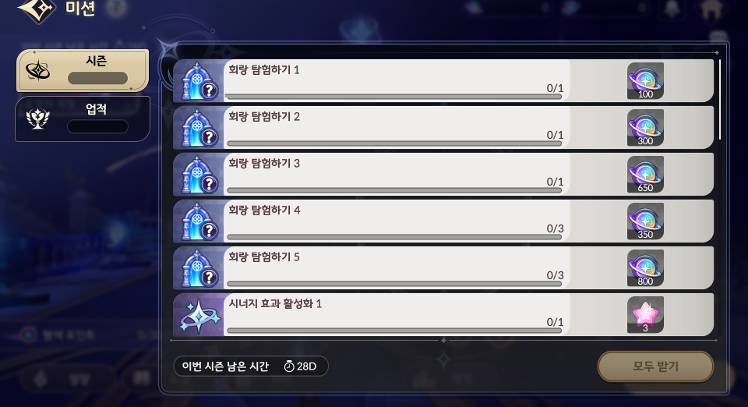 미션
?
시즌
업적
회랑 탐험하기 1
0/1
100
회랑 탐험하기 2
0/1
300
회랑 탐험하기 3
0/1
650
회랑 탐험하기 4
0/3
350
회랑 탐험하기 5
0/3
800
시너지 효과 활성화 1
0/1
3
이번 시즌 남은 시간 28D
모두 받기